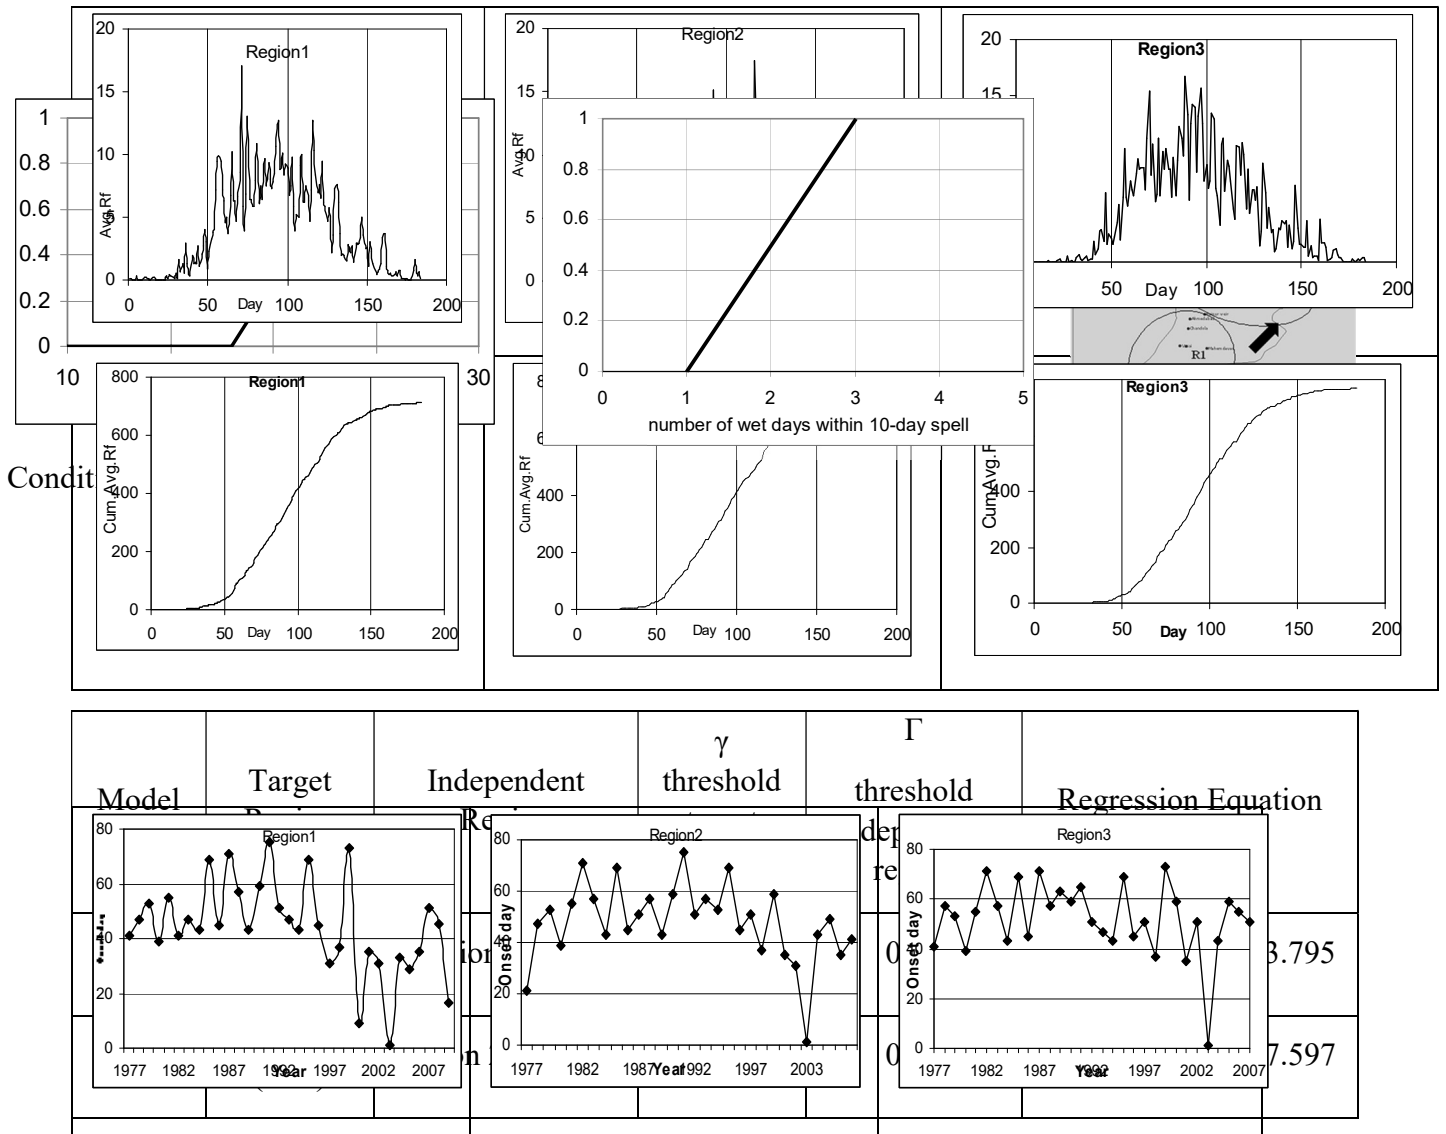 20
15
10
5
0
Avg.Rf
Region1
0 50 Day 100 150 200
20
15
10
5
0
Avg.Rf
Region2
20
15
Region3
50 Day 100 150 200
1
0.8
0.6
0.4
0.2
0
10 30
Condit
1
0.8
0.6
0.4
0.2
0
0 1 2 3 4 5
number of wet days within 10-day spell
R1
800
600
400
200
0
Cum.Avg.Rf
Region1
0 50 Day 100 150 200
8
6
400
200
0
Cum.Avg.Rf
0 50 Day 100 150 200
400
200
0
Region3
0 50 Day 100 150 200
Model
Target
Independent
γ
threshold
Γ
threshold
Regression Equation
3.795
7.597
80
60
40
20
0
Region1
1977 1982 1987 1992 1997 2002 2007
Year
80
60
40
20
0
Onset day
Region2
1977 1982 1987 1992 1997 2003
Year
80
60
40
20
0
Onset day
Region3
1977 1982 1987 1992 1997 2002 2007
Year